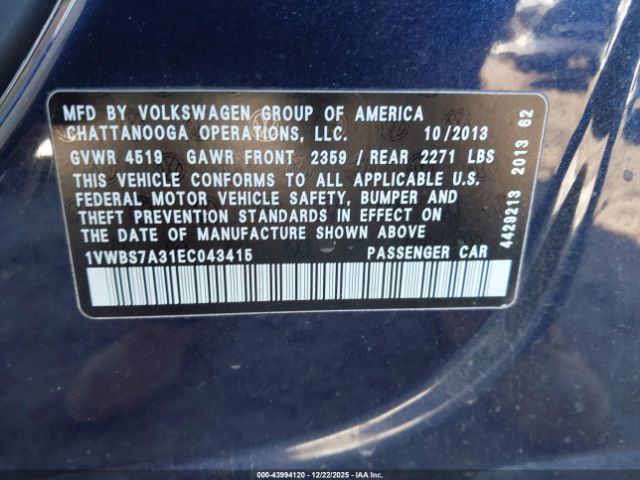 MFD BY VOLKSWAGEN GROUP OF AMERICA
CHATTANOOGA OPERATIONS, LLC. 10/2013
GVWR 4519 GAWR FRONT 2359 / REAR 2271 LBS
THIS VEHICLE CONFORMS TO ALL APPLICABLE U.S.
FEDERAL MOTOR VEHICLE SAFETY, BUMPER AND
THEFT PREVENTION STANDARDS IN EFFECT ON
THE DATE OF MANUFACTURE SHOWN ABOVE
1VWBS7A31EC043415 PASSENGER CAR
4429213 2013 62
000-43994120 | 12/22/2025 - IAAI.COM